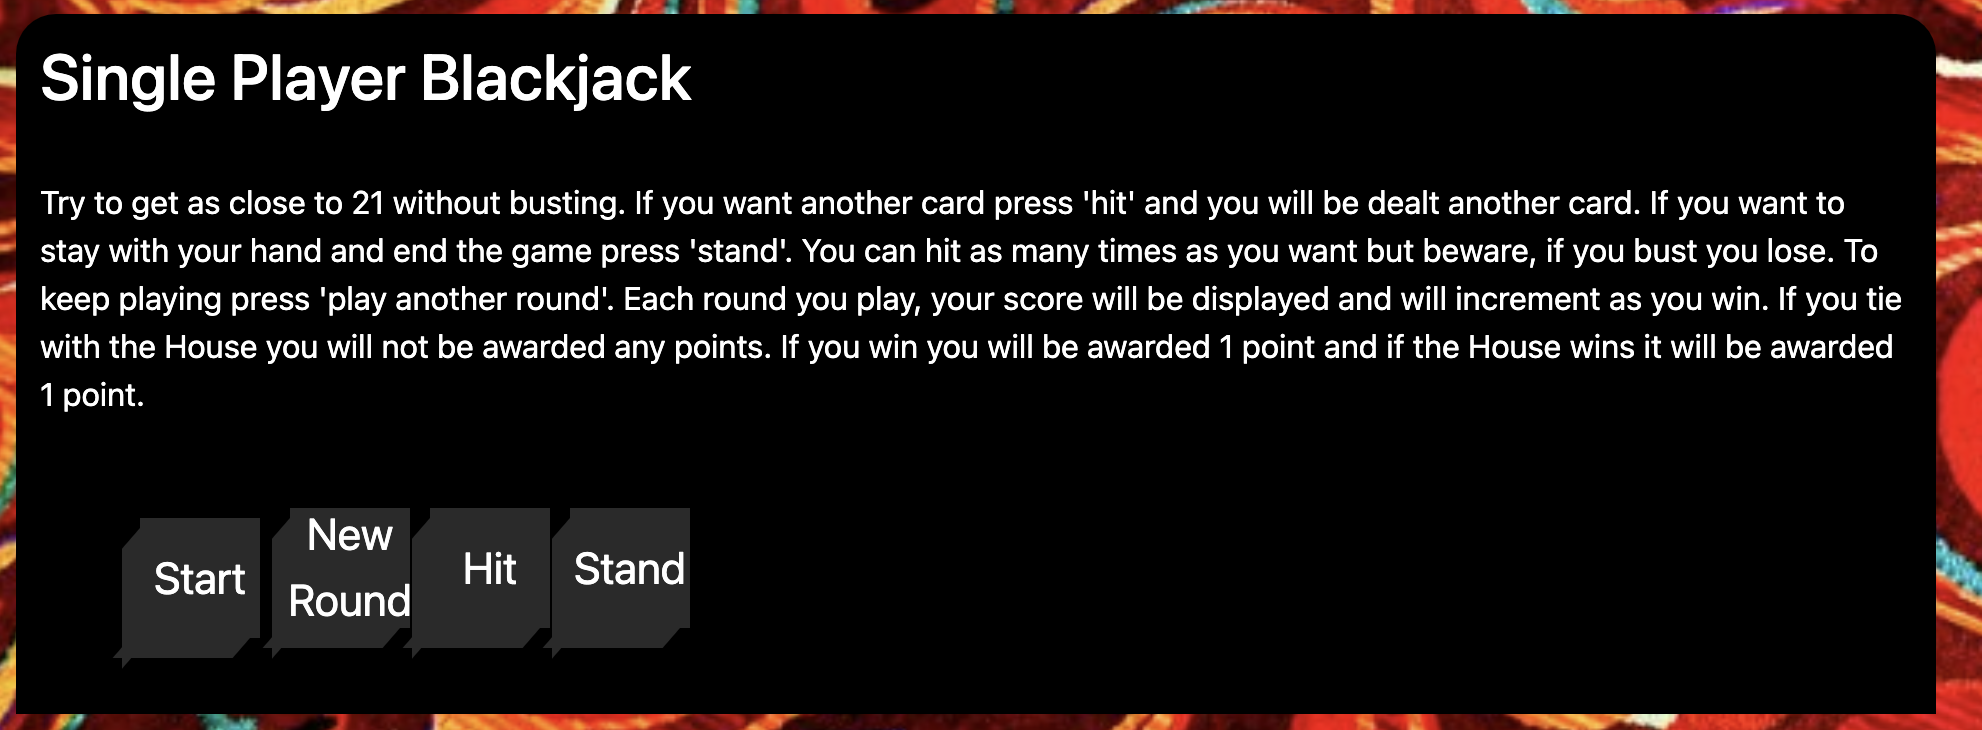 Single Player Blackjack
Try to get as close to 21 without busting. If you want another card press 'hit' and you will be dealt another card. If you want to
stay with your hand and end the game press 'stand'. You can hit as many times as you want but beware, if you bust you lose. To
keep playing press 'play another round'. Each round you play, your score will be displayed and will increment as you win. If you tie
with the House you will not be awarded any points. If you win you will be awarded 1 point and if the House wins it will be awarded
1 point.
Start
New
Round
Hit
Stand